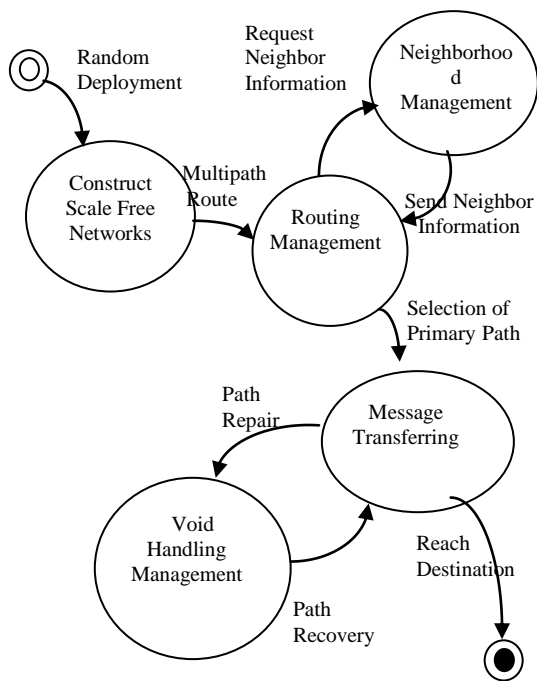 Random
Deployment
Request
Neighbor
Information
Neighborhoo
d
Management
Construct
Scale Free
Networks
Multipath
Route
Routing
Management
Send Neighbor
Information
Selection of
Primary Path
Path
Repair
Message
Transferring
Void
Handling
Management
Path
Recovery
Reach
Destination